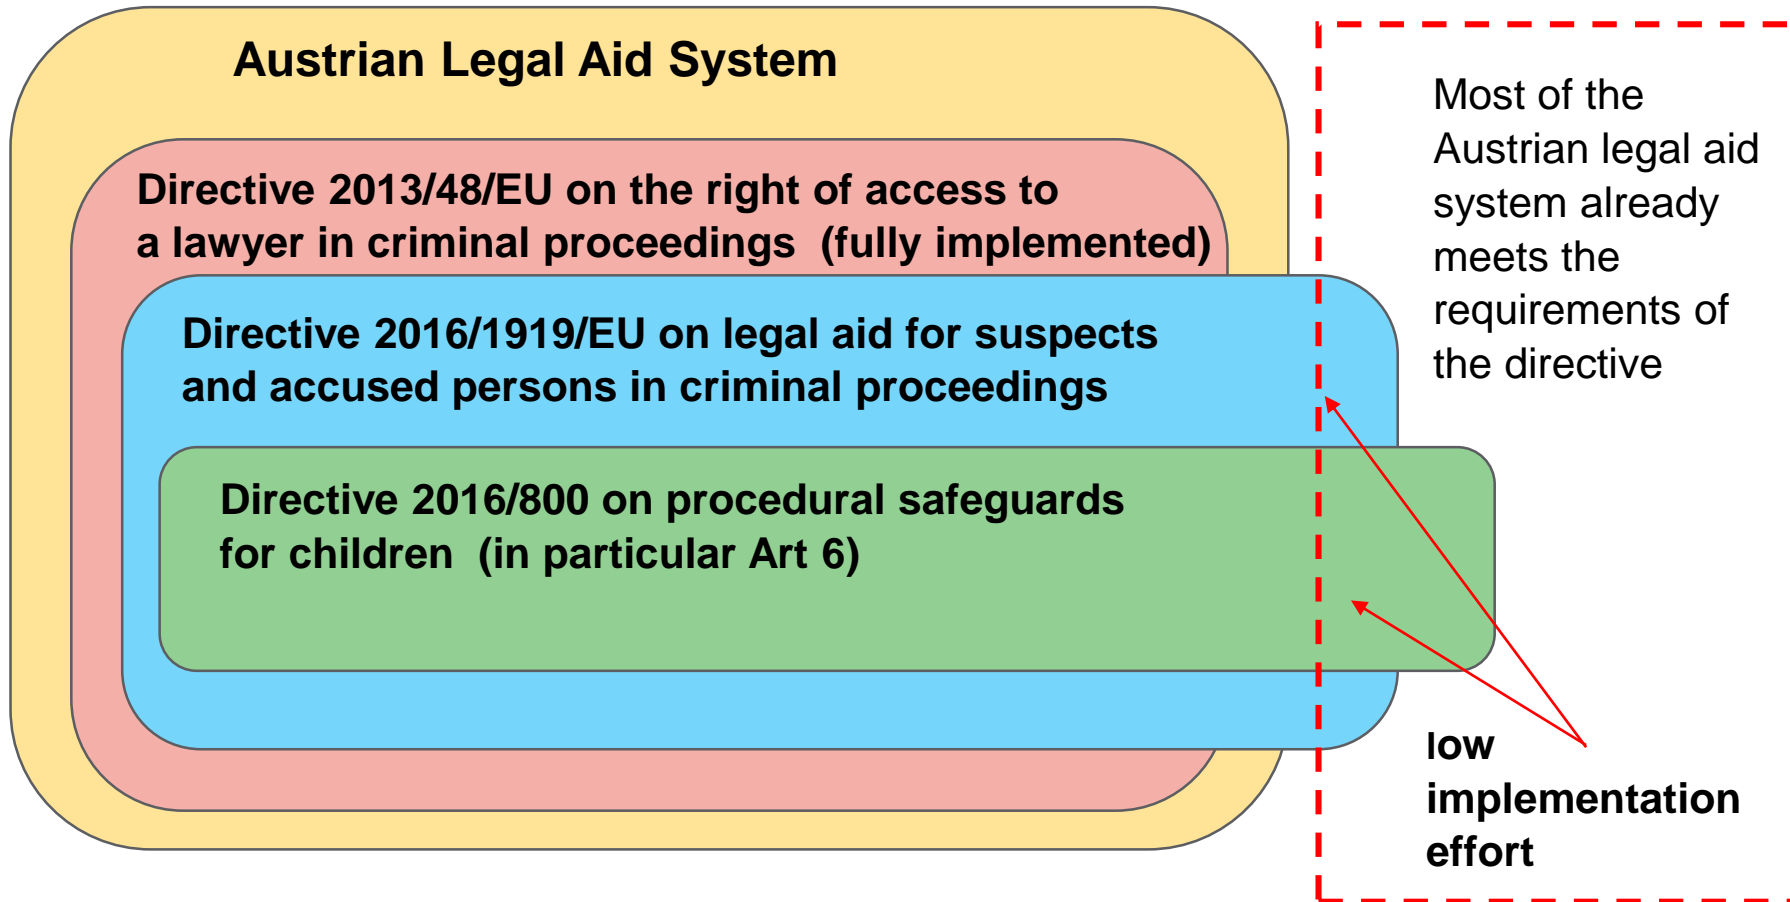 Austrian Legal Aid System
Directive 2013/48/EU on the right of access to
a lawyer in criminal proceedings (fully implemented)
Directive 2016/1919/EU on legal aid for suspects
and accused persons in criminal proceedings
Directive 2016/800 on procedural safeguards
for children (in particular Art 6)
Most of the
Austrian legal aid
system already
meets the
requirements of
the directive
low
implementation
effort